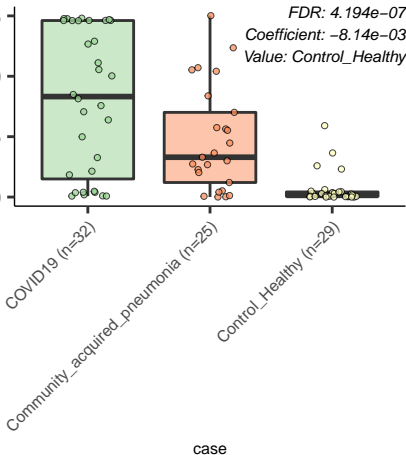 FDR: 4.194e−07
Coefficient: −8.14e−03
Value: Control_Healthy
COVID19 (n=32)
Community_acquired_pneumonia (n=25)
Control_Healthy (n=29)
case